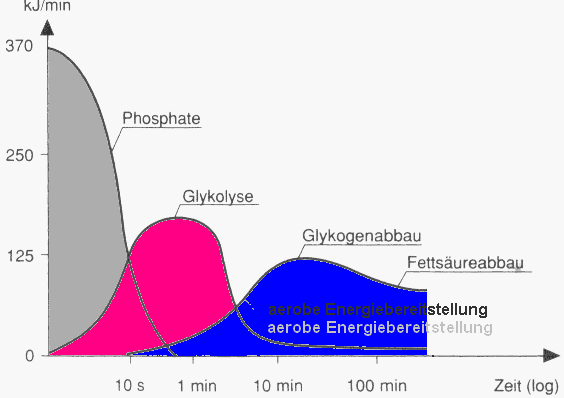 kJ/min
370
Phosphate
250
Glykolyse
Glykogenabbau
125
Fettsäureabbau
aerobe Energiebereitstellung
aerobe Energiebereitstellung
0
10 s 1 min 10 min 100 min Zeit (log)